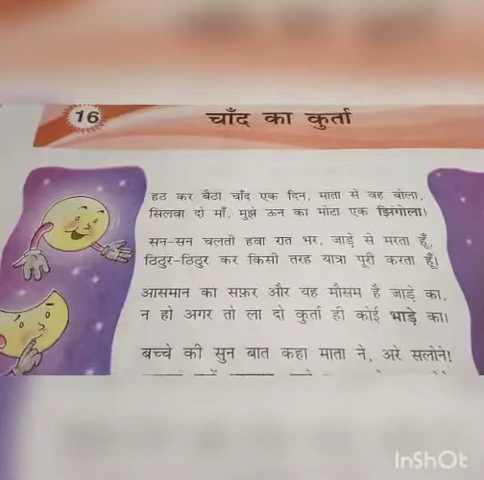 16
चाँद का कुर्ता
हठ कर बैठा चाँद एक दिन, माता से वह बोला,
सिलवा दो माँ, मुझे ऊन का मोटा एक झिंगोला।
सन-सन चलती हवा रात भर, जाड़े से मरता हूँ,
ठिठुर-ठिठुर कर किसी तरह यात्रा पूरी करता हूँ।
आसमान का सफ़र और यह मौसम है जाड़े का,
न हो अगर तो ला दो कुर्ता ही कोई भाड़े का।
बच्चे की सुन बात कहा माता ने, अरे सलोने!
InShOt